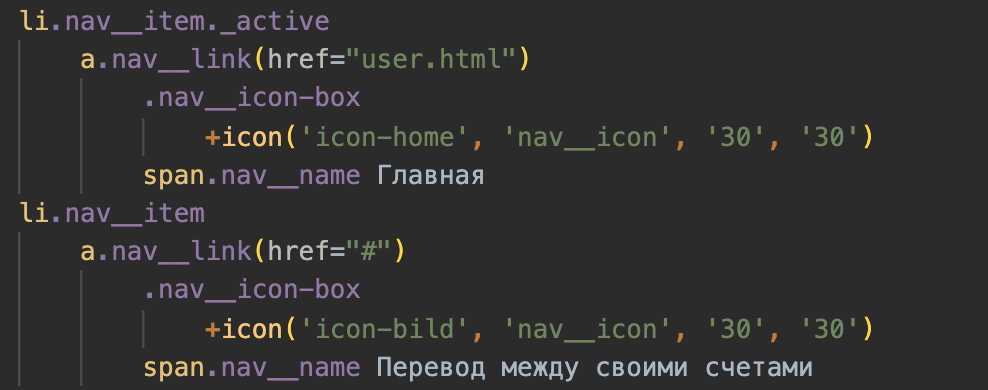 li.nav__item._active
a.nav__link(href="user.html")
.nav__icon-box
+icon('icon-home', 'nav__icon', '30', '30')
span.nav__name Главная
li.nav__item
a.nav__link(href="#")
.nav__icon-box
+icon('icon-bild', 'nav__icon', '30', '30')
span.nav__name Перевод между своими счетами